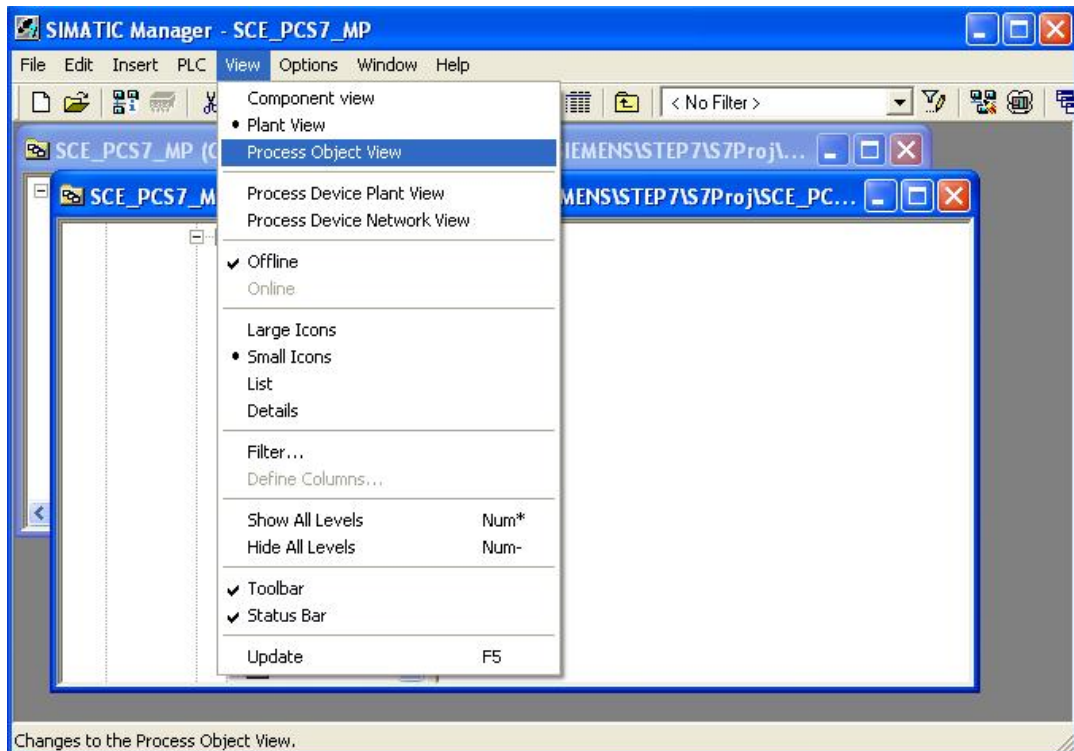 SIMATIC Manager - SCE_PCS7_MP
File Edit Insert PLC View Options Window Help
< No Filter >
Component view
Plant View
Process Object View
SCE_PCS7_MP (C
IEMENS\STEP7\S7Proj\...
SCE_PCS7_M
MENS\STEP7\S7Proj\SCE_PC...
Process Device Plant View
Process Device Network View
Offline
Online
Large Icons
Small Icons
List
Details
Filter...
Define Columns...
Show All Levels Num*
Hide All Levels Num-
Toolbar
Status Bar
Update F5
Changes to the Process Object View.